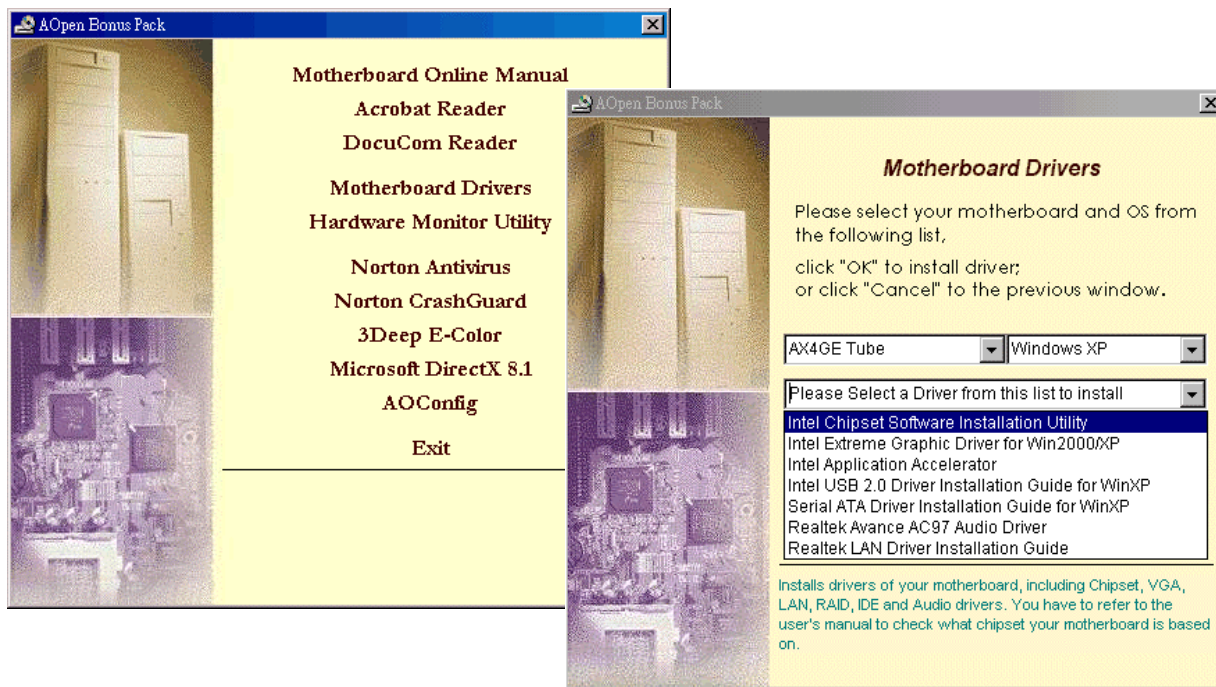 AOpen Bonus Pack
Motherboard Online Manual
Acrobat Reader
DocuCom Reader
Motherboard Drivers
Hardware Monitor Utility
Norton Antivirus
Norton CrashGuard
3Deep E-Color
Microsoft DirectX 8.1
AOConfig
Exit
AOpen Bonus Pack
Motherboard Drivers
Please select your motherboard and OS from
the following list,
click "OK" to install driver;
or click "Cancel" to the previous window.
AX4GE Tube
Windows XP
Please Select a Driver from this list to install
Intel Chipset Software Installation Utility
Intel Extreme Graphic Driver for Win2000/XP
Intel Application Accelerator
Intel USB 2.0 Driver Installation Guide for WinXP
Serial ATA Driver Installation Guide for WinXP
Realtek Avance AC97 Audio Driver
Realtek LAN Driver Installation Guide
Installs drivers of your motherboard, including Chipset, VGA,
LAN, RAID, IDE and Audio drivers. You have to refer to the
user's manual to check what chipset your motherboard is based
on.